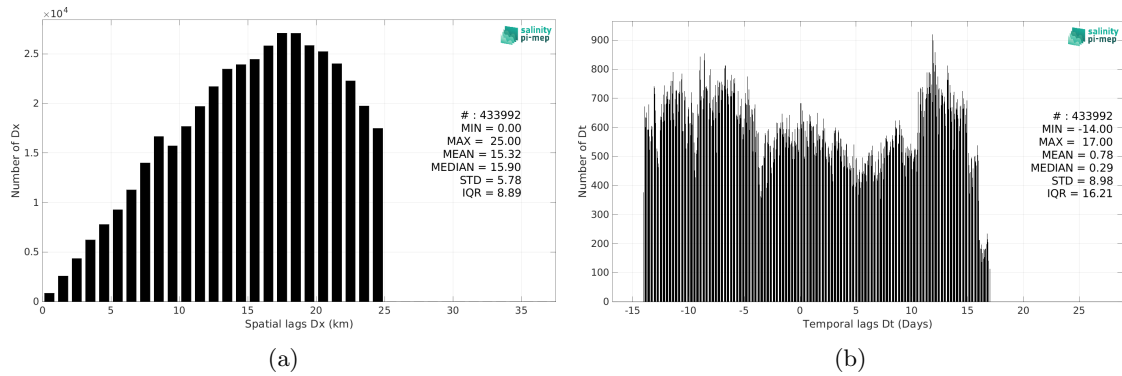 ×10⁴
2.5
2
1.5
1
0.5
0
0 5 10 15 20 25 30 35
Number of Dx
Spatial lags Dx (km)
salinity
pi-mep
# : 433992
MIN = 0.00
MAX = 25.00
MEAN = 15.32
MEDIAN = 15.90
STD = 5.78
IQR = 8.89
(a)
900
800
700
600
500
400
300
200
100
0
-15 -10 -5 0 5 10 15 20 25
Number of Dt
Temporal lags Dt (Days)
salinity
pi-mep
# : 433992
MIN = -14.00
MAX = 17.00
MEAN = 0.78
MEDIAN = 0.29
STD = 8.98
IQR = 16.21
(b)